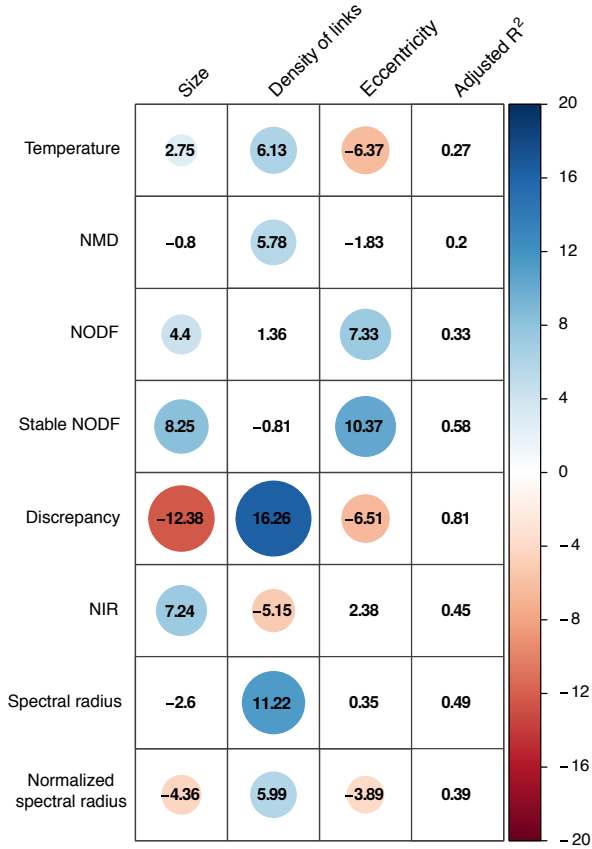 Size Density of links Eccentricity Adjusted R²
Temperature 2.75 6.13 −6.37 0.27
NMD −0.8 5.78 −1.83 0.2
NODF 4.4 1.36 7.33 0.33
Stable NODF 8.25 −0.81 10.37 0.58
Discrepancy −12.38 16.26 −6.51 0.81
NIR 7.24 −5.15 2.38 0.45
Spectral radius −2.6 11.22 0.35 0.49
Normalized
spectral radius −4.36 5.99 −3.89 0.39
20
16
12
8
4
0
−4
−8
−12
−16
−20